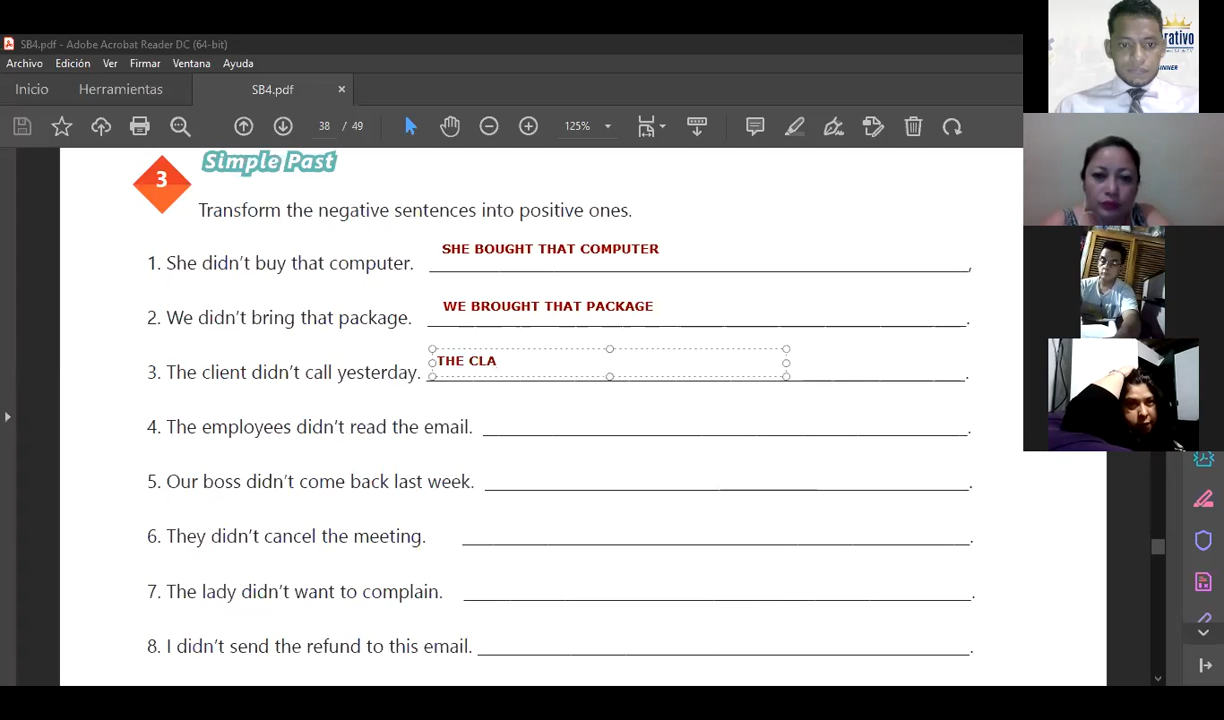 SB4.pdf - Adobe Acrobat Reader DC (64-bit)
Archivo Edición Ver Firmar Ventana Ayuda
Inicio Herramientas SB4.pdf ×
38 / 49 125%
rativo
INNER
3 Simple Past
Transform the negative sentences into positive ones.
SHE BOUGHT THAT COMPUTER
1. She didn't buy that computer. ,
WE BROUGHT THAT PACKAGE
2. We didn't bring that package. .
THE CLA
3. The client didn't call yesterday. .
4. The employees didn't read the email. .
5. Our boss didn't come back last week. .
6. They didn't cancel the meeting. .
7. The lady didn't want to complain. .
8. I didn't send the refund to this email. .